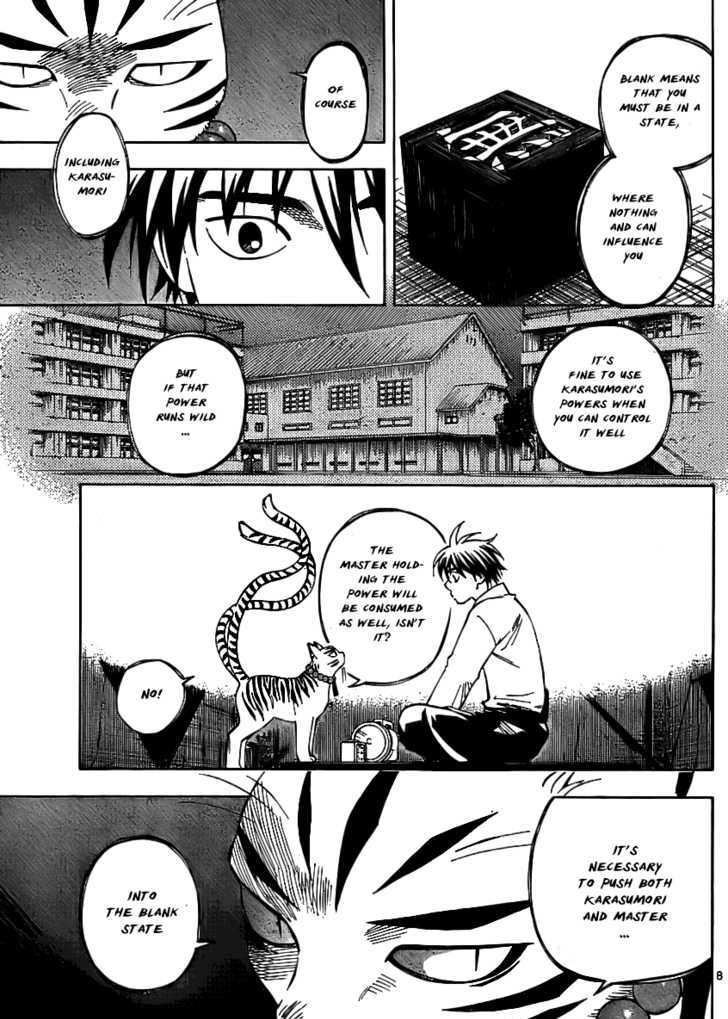 BLANK MEANS
THAT YOU
MUST BE IN A
STATE,
WHERE
NOTHING
AND CAN
INFLUENCE
YOU
OF
COURSE
INCLUDING
KARASU-
MORI
IT'S
FINE TO USE
KARASUMORI'S
POWERS WHEN
YOU CAN CONTROL
IT WELL
BUT
IF THAT
POWER
RUNS WILD
...
THE
MASTER HOLD-
ING THE
POWER WILL
BE CONSUMED
AS WELL, ISN'T
IT?
NO!
IT'S
NECESSARY
TO PUSH BOTH
KARASUMORI
AND MASTER
...
INTO
THE BLANK
STATE
8